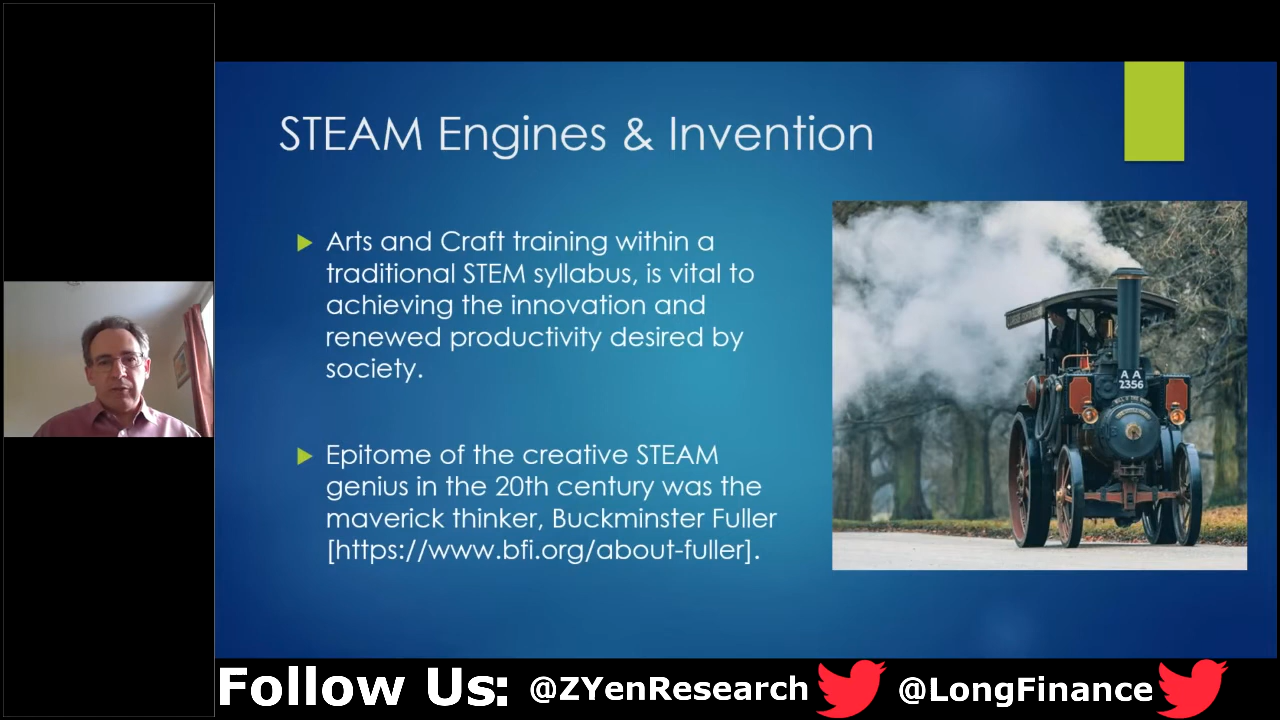 STEAM Engines & Invention
Arts and Craft training within a
traditional STEM syllabus, is vital to
achieving the innovation and
renewed productivity desired by
society.
Epitome of the creative STEAM
genius in the 20th century was the
maverick thinker, Buckminster Fuller
[https://www.bfi.org/about-fuller].
A A
2356
Follow Us: @ZYenResearch @LongFinance